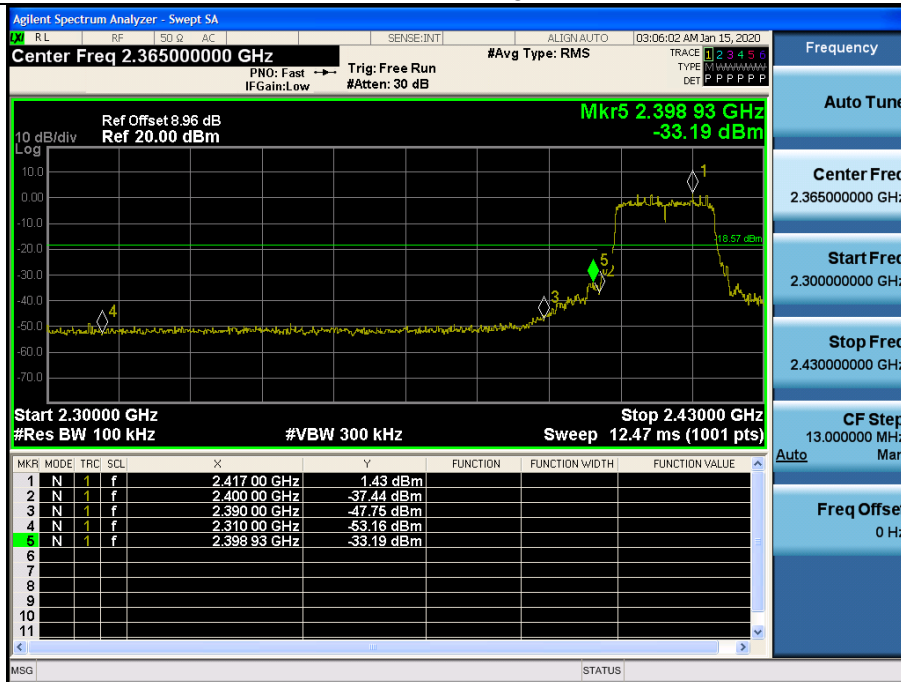 Agilent Spectrum Analyzer - Swept SA
LXI RL RF 50 Ω AC SENSE:INT ALIGN AUTO 03:06:02 AM Jan 15, 2020
Center Freq 2.365000000 GHz #Avg Type: RMS TRACE 1 2 3 4 5 6
PNO: Fast Trig: Free Run TYPE M WWWWW
IFGain:Low #Atten: 30 dB DET P P P P P P
Mkr5 2.398 93 GHz
-33.19 dBm
Ref Offset 8.96 dB
10 dB/div Ref 20.00 dBm
Log
10.0
0.00
-10.0
-20.0
-30.0
-40.0
-50.0
-60.0
-70.0
1
-18.57 dBm
5
2
3
4
Start 2.30000 GHz Stop 2.43000 GHz
#Res BW 100 kHz #VBW 300 kHz Sweep 12.47 ms (1001 pts)
MKR MODE TRC SCL X Y FUNCTION FUNCTION WIDTH FUNCTION VALUE
1 N 1 f 2.417 00 GHz 1.43 dBm
2 N 1 f 2.400 00 GHz -37.44 dBm
3 N 1 f 2.390 00 GHz -47.75 dBm
4 N 1 f 2.310 00 GHz -53.16 dBm
5 N 1 f 2.398 93 GHz -33.19 dBm
6
7
8
9
10
11
MSG STATUS
Frequency
Auto Tune
Center Freq
2.365000000 GHz
Start Freq
2.300000000 GHz
Stop Freq
2.430000000 GHz
CF Step
13.000000 MHz
Auto Man
Freq Offset
0 Hz